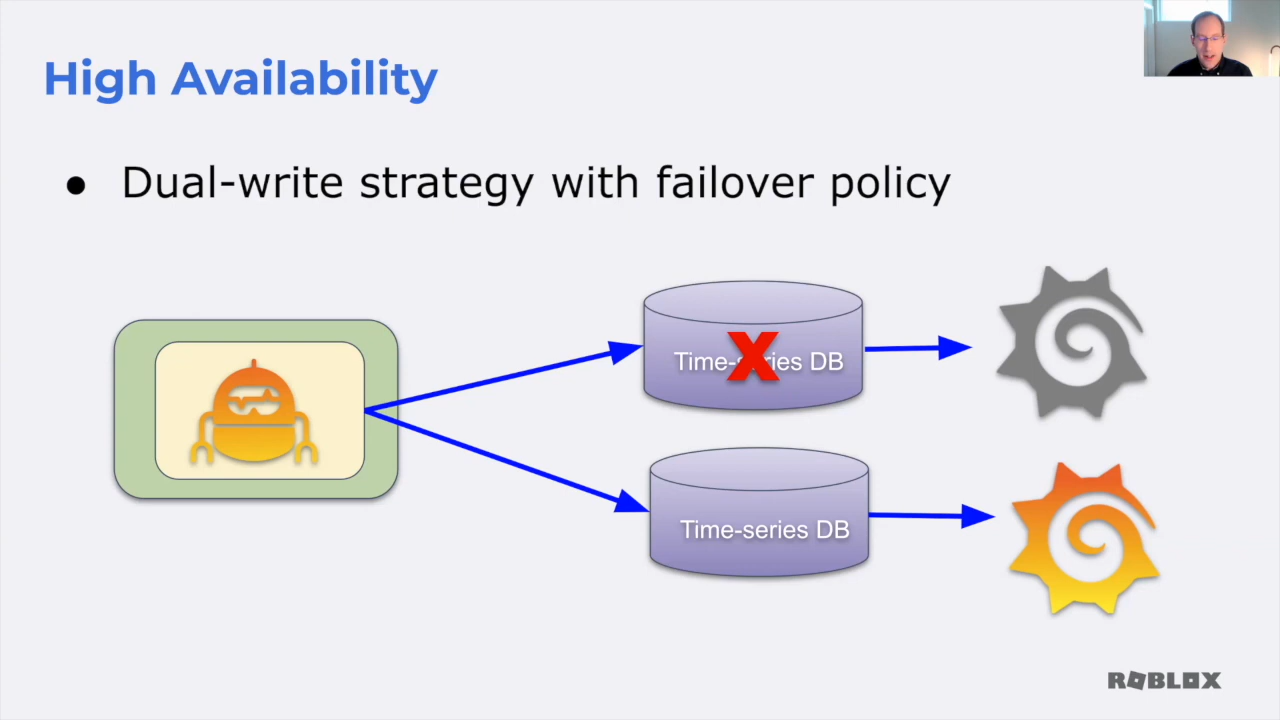 High Availability
● Dual-write strategy with failover policy
Time-series DB
X
Time-series DB
ROBLOX